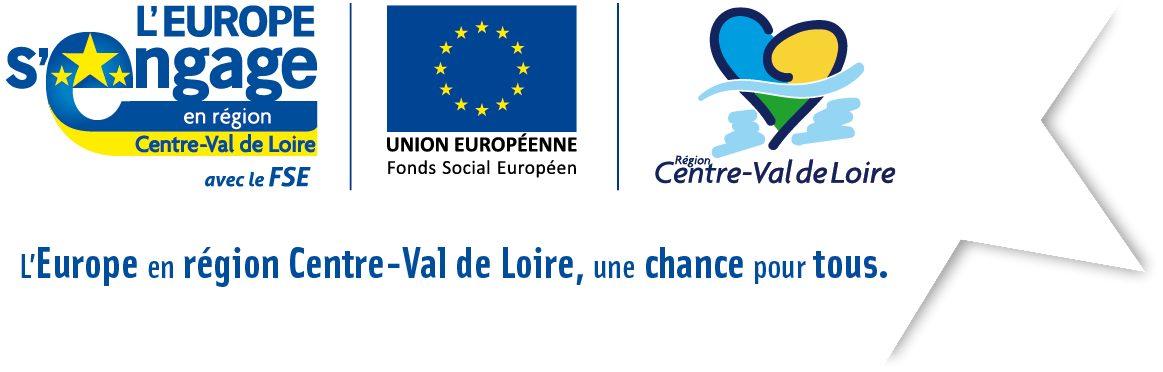 L'EUROPE
s'engage
en région
Centre-Val de Loire
avec le FSE
UNION EUROPÉENNE
Fonds Social Européen
Région
Centre-Val de Loire
L'Europe en région Centre-Val de Loire, une chance pour tous.